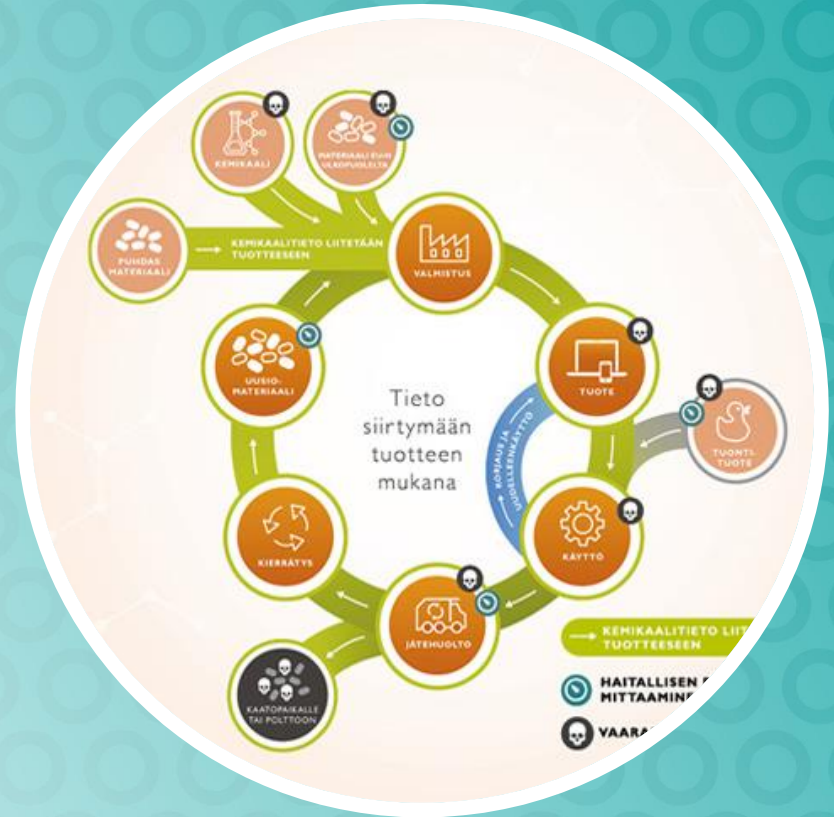 KEMIKAALI
MATERIAALI EU:N
ULKOPUOLELTA
PUHDAS
MATERIAALI
KEMIKAALITIETO LIITETÄÄN
TUOTTEESEEN
VALMISTUS
UUSIO-
MATERIAALI
TUOTE
Tieto
siirtymään
tuotteen
mukana
KORJAUS JA
UUDELLEENKÄYTTÖ
TUONTI-
TUOTE
KIERRÄTYS
KÄYTTÖ
JÄTEHUOLTO
KAATOPAIKALLE
TAI POLTTOON
KEMIKAALITIETO LIIT
TUOTTEESEEN
HAITALLISEN
MITTAAMINE
VAARA